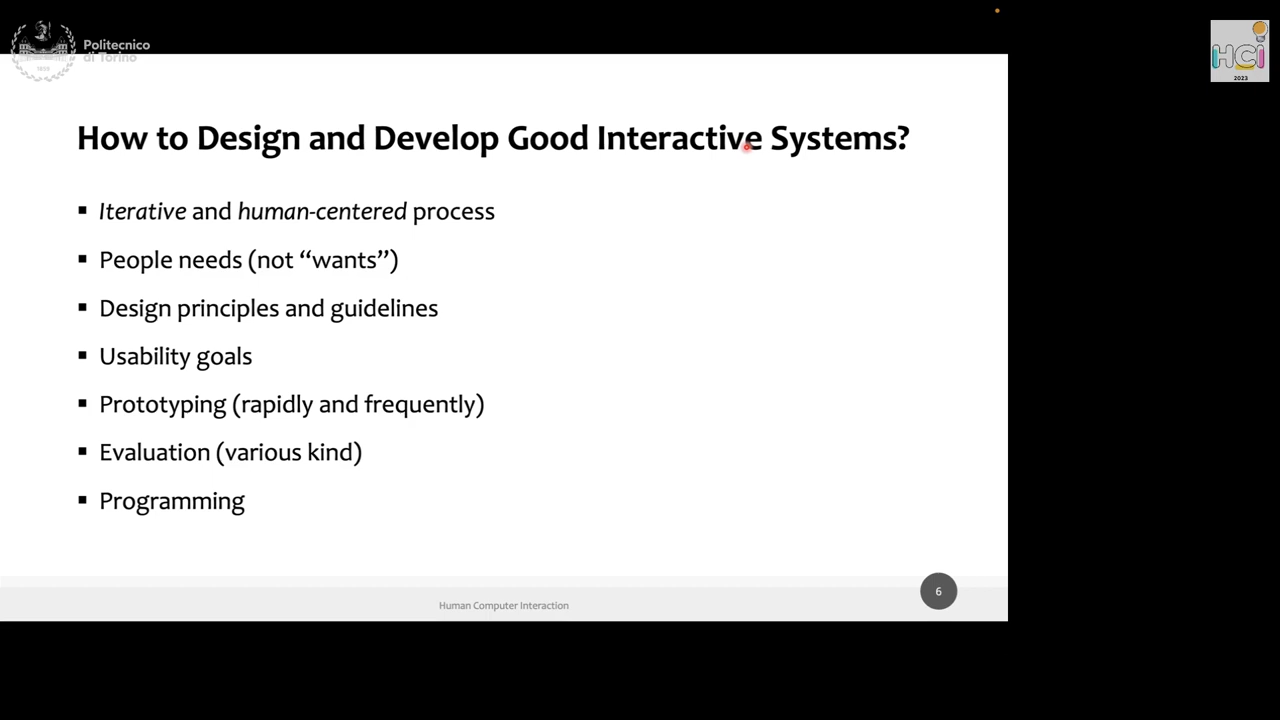 Politecnico
di Torino
1859
HCI
2023
How to Design and Develop Good Interactive Systems?
▪ Iterative and human-centered process
▪ People needs (not “wants”)
▪ Design principles and guidelines
▪ Usability goals
▪ Prototyping (rapidly and frequently)
▪ Evaluation (various kind)
▪ Programming
Human Computer Interaction
6